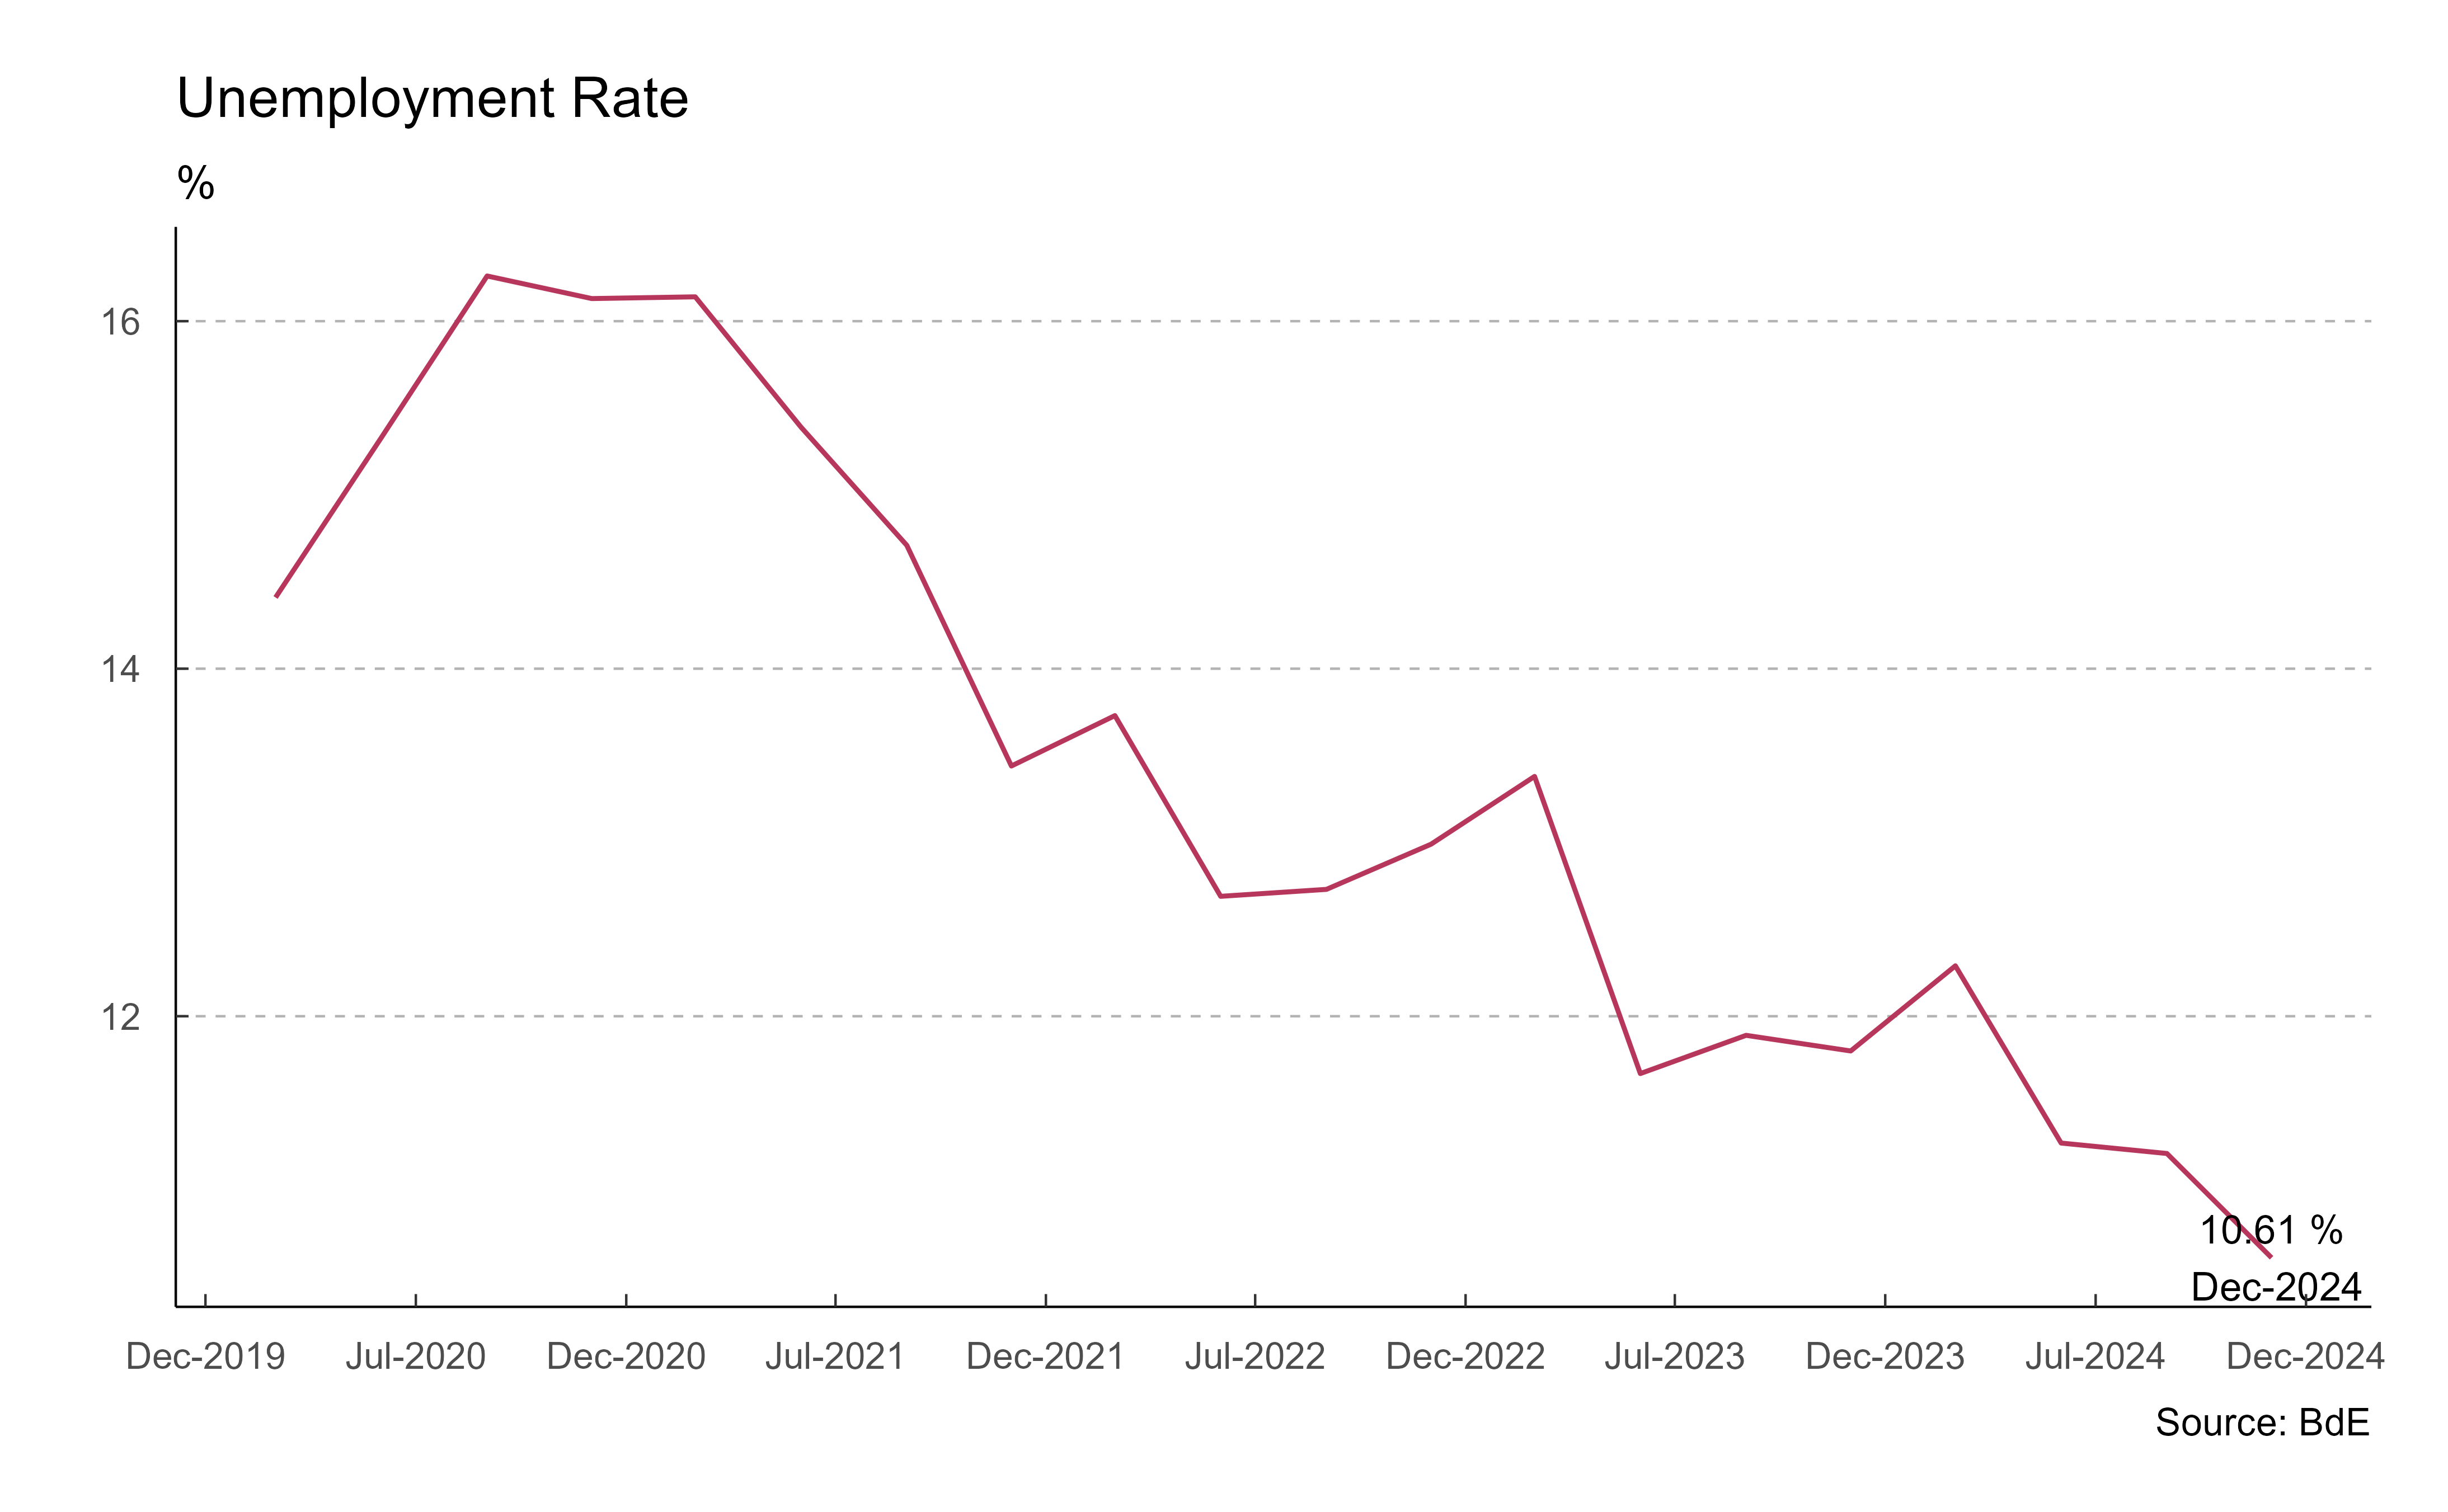 Unemployment Rate
%
16
14
12
10.61 %
Dec-2024
Dec-2019 Jul-2020 Dec-2020 Jul-2021 Dec-2021 Jul-2022 Dec-2022 Jul-2023 Dec-2023 Jul-2024 Dec-2024
Source: BdE